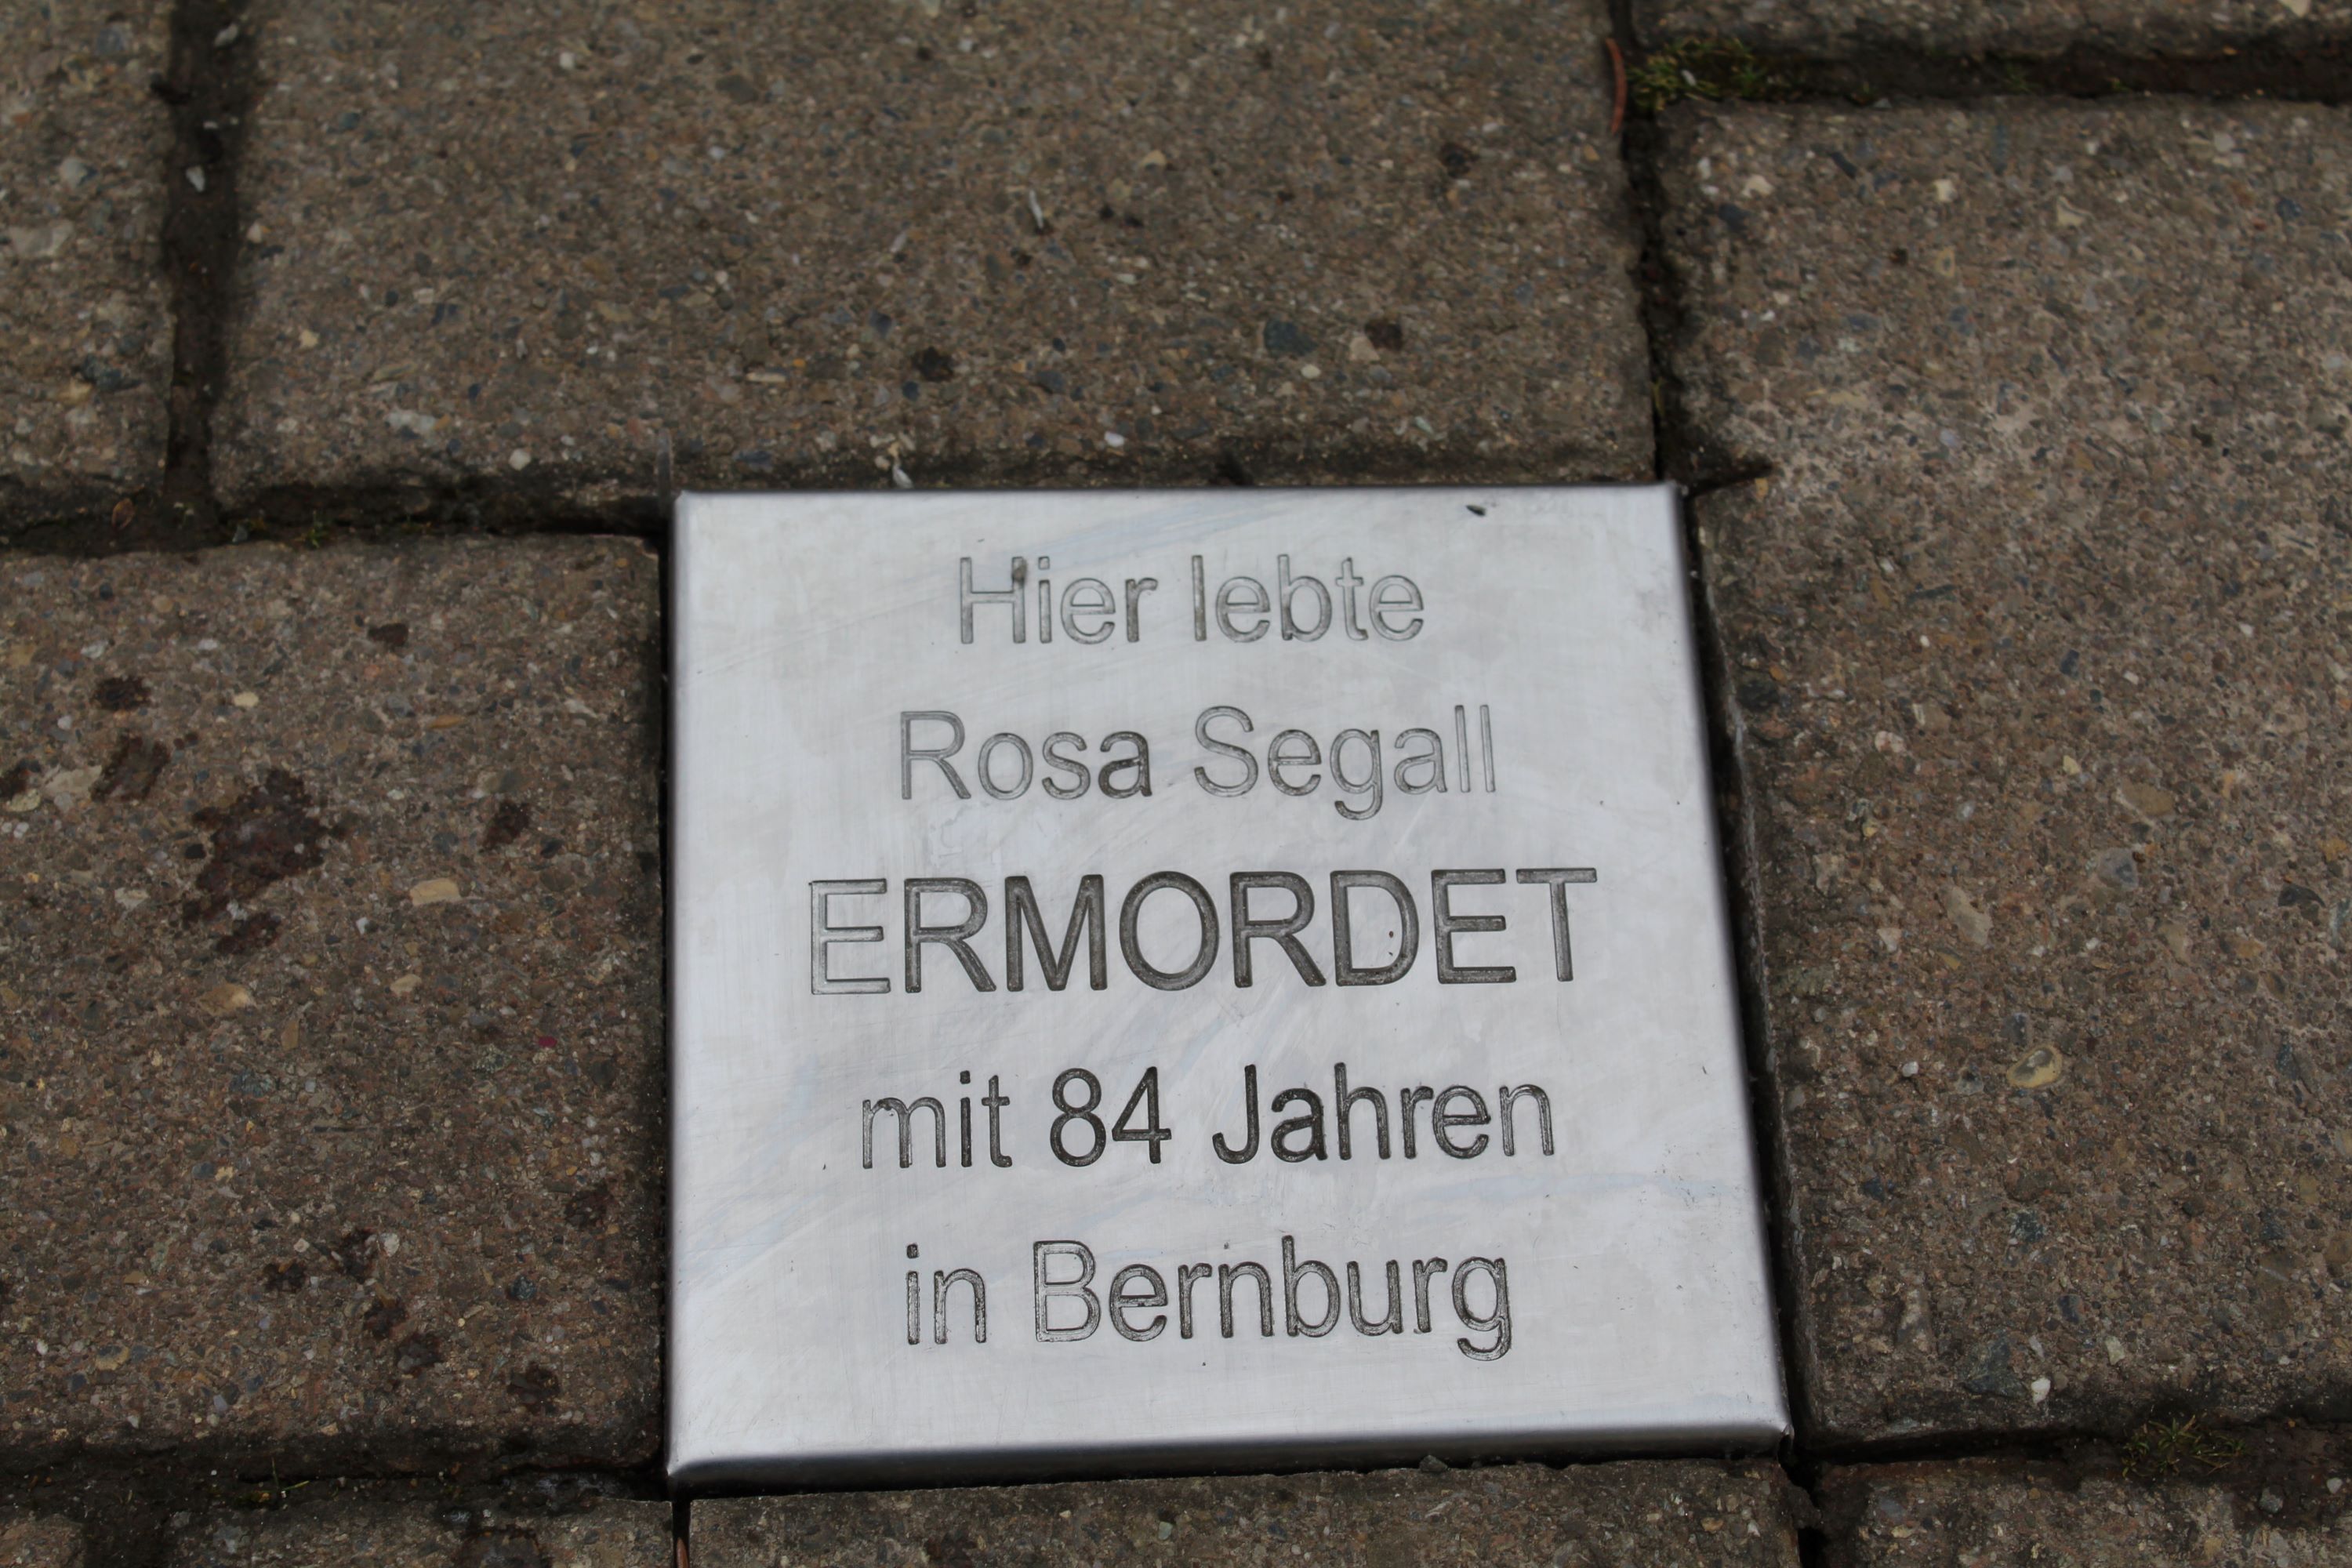 Hier lebte
Rosa Segall
ERMORDET
mit 84 Jahren
in Bernburg